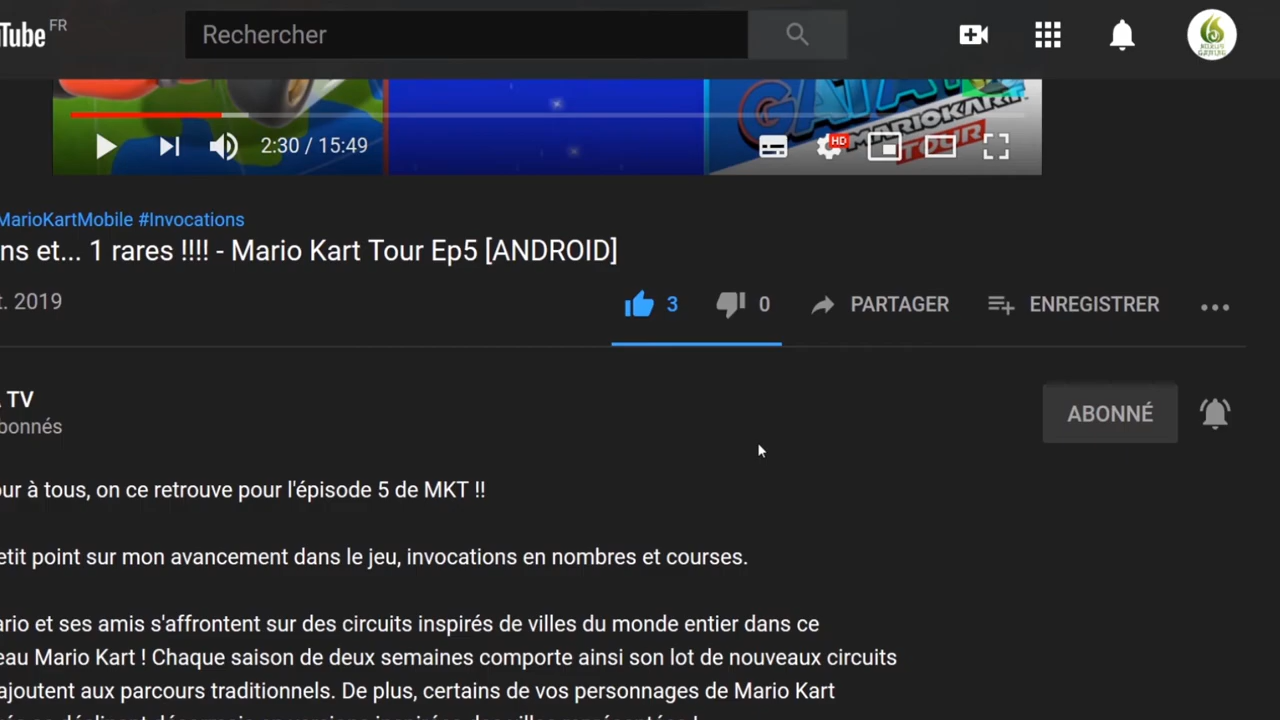 Tube FR
Rechercher
MARIOKART
TOUR
HD
2:30 / 15:49
MarioKartMobile #Invocations
ns et... 1 rares !!!! - Mario Kart Tour Ep5 [ANDROID]
t. 2019
3
0
PARTAGER
ENREGISTRER
TV
bonnés
ABONNÉ
ur à tous, on ce retrouve pour l'épisode 5 de MKT !!
etit point sur mon avancement dans le jeu, invocations en nombres et courses.
ario et ses amis s'affrontent sur des circuits inspirés de villes du monde entier dans ce
eau Mario Kart ! Chaque saison de deux semaines comporte ainsi son lot de nouveaux circuits
ajoutent aux parcours traditionnels. De plus, certains de vos personnages de Mario Kart